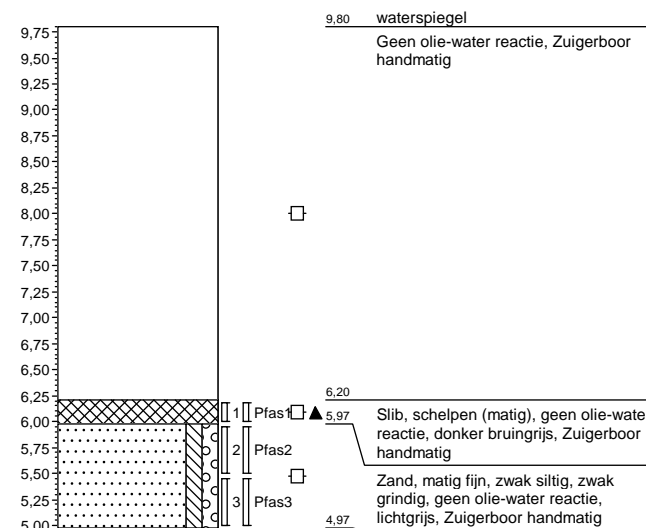 9,75
9,50
9,25
9,00
8,75
8,50
8,25
8,00
7,75
7,50
7,25
7,00
6,75
6,50
6,25
6,00
5,75
5,50
5,25
5,00
1 Pfas1
2 Pfas2
3 Pfas3
9,80 waterspiegel
Geen olie-water reactie, Zuigerboor
handmatig
6,20
5,97 Slib, schelpen (matig), geen olie-wate
reactie, donker bruingrijs, Zuigerboor
handmatig
Zand, matig fijn, zwak siltig, zwak
grindig, geen olie-water reactie,
4,97 lichtgrijs, Zuigerboor handmatig